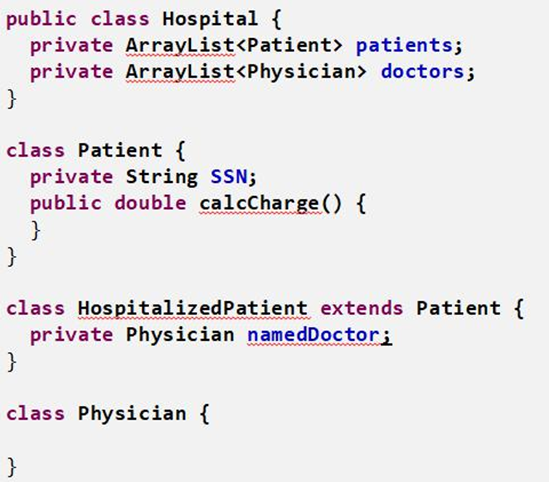 public class Hospital {
private ArrayList<Patient> patients;
private ArrayList<Physician> doctors;
}
class Patient {
private String SSN;
public double calcCharge() {
}
}
class HospitalizedPatient extends Patient {
private Physician namedDoctor;
}
class Physician {
}